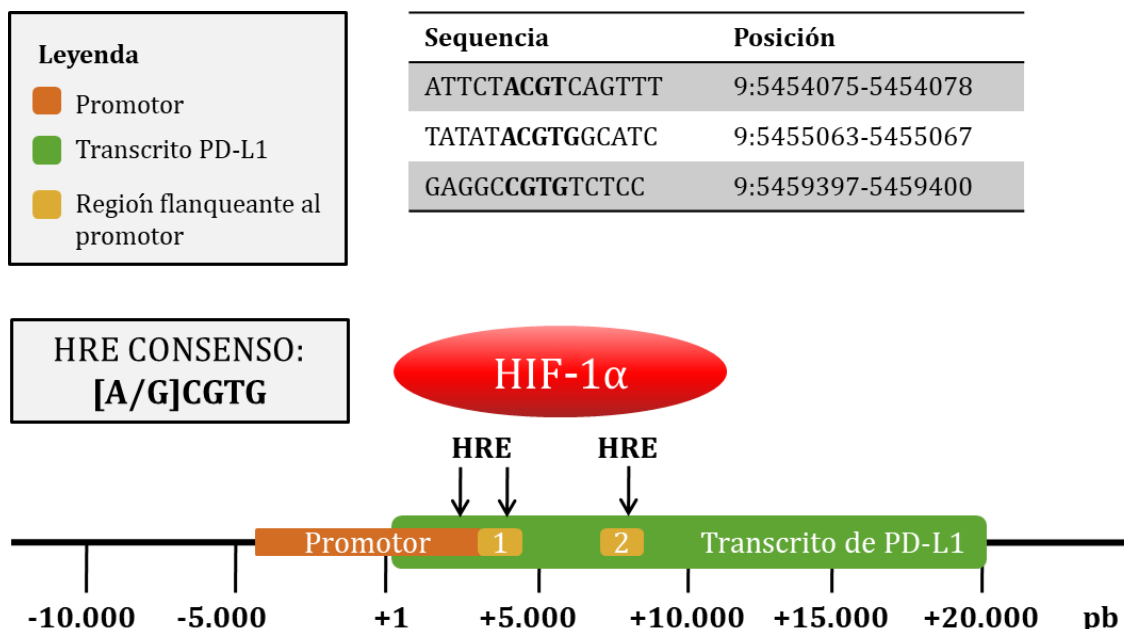 Leyenda
Promotor
Transcrito PD-L1
Región flanqueante al
promotor
Sequencia Posición
ATTCTACGTCAGTTT 9:5454075-5454078
TATATACGTGGCATC 9:5455063-5455067
GAGGCCGTGTCTCC 9:5459397-5459400
HRE CONSENSO:
[A/G]CGTG
HIF-1α
HRE HRE
Promotor 1 2 Transcrito de PD-L1
-10.000 -5.000 +1 +5.000 +10.000 +15.000 +20.000 pb